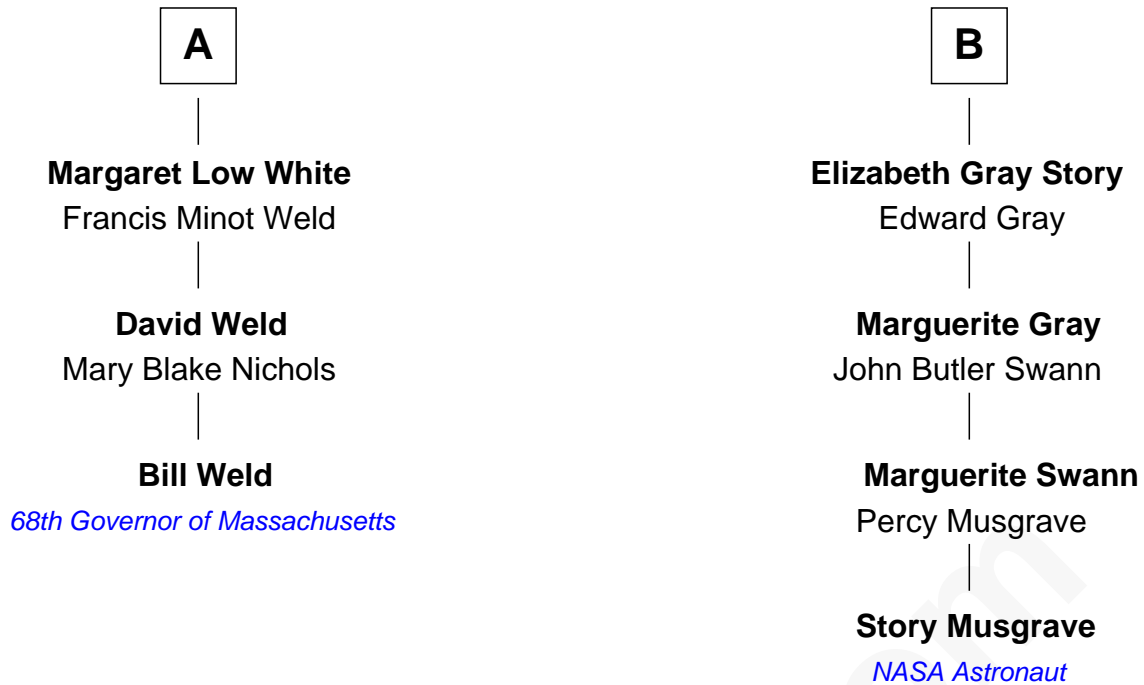 A
Margaret Low White
Francis Minot Weld
David Weld
Mary Blake Nichols
Bill Weld
68th Governor of Massachusetts
B
Elizabeth Gray Story
Edward Gray
Marguerite Gray
John Butler Swann
Marguerite Swann
Percy Musgrave
Story Musgrave
NASA Astronaut